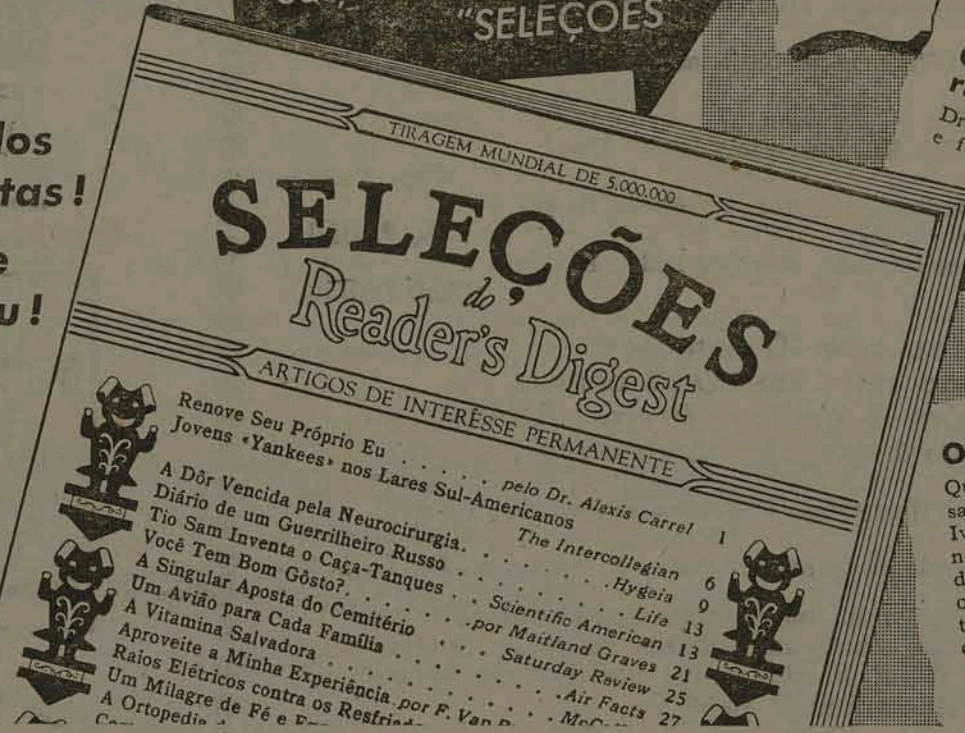 "SELEÇÕES
los
tas!
e
u!
TIRAGEM MUNDIAL DE 5.000.000
SELEÇÕES
do
Reader's Digest
ARTIGOS DE INTERÊSSE PERMANENTE
Renove Seu Próprio Eu . . . . . . pelo Dr. Alexis Carrel 1
Jovens «Yankees» nos Lares Sul-Americanos
The Intercollegian 6
A Dôr Vencida pela Neurocirurgia. . . . . . . Hygeia 9
Diário de um Guerrilheiro Russo . . . . . . . Life 13
Tio Sam Inventa o Caça-Tanques . . Scientific American 13
Você Tem Bom Gôsto?. . . . . . . .por Maitland Graves 21
A Singular Aposta do Cemitério . . . Saturday Review 25
Um Avião para Cada Família . . . . . . . .Air Facts 27
A Vitamina Salvadora . . . . . . . . .
Aproveite a Minha Experiência por F. Van
Raios Elétricos contra os
Um Milagre de Fé e
A Ortopedia
Dr
e f
O
Qu
sa
Iv
n
d